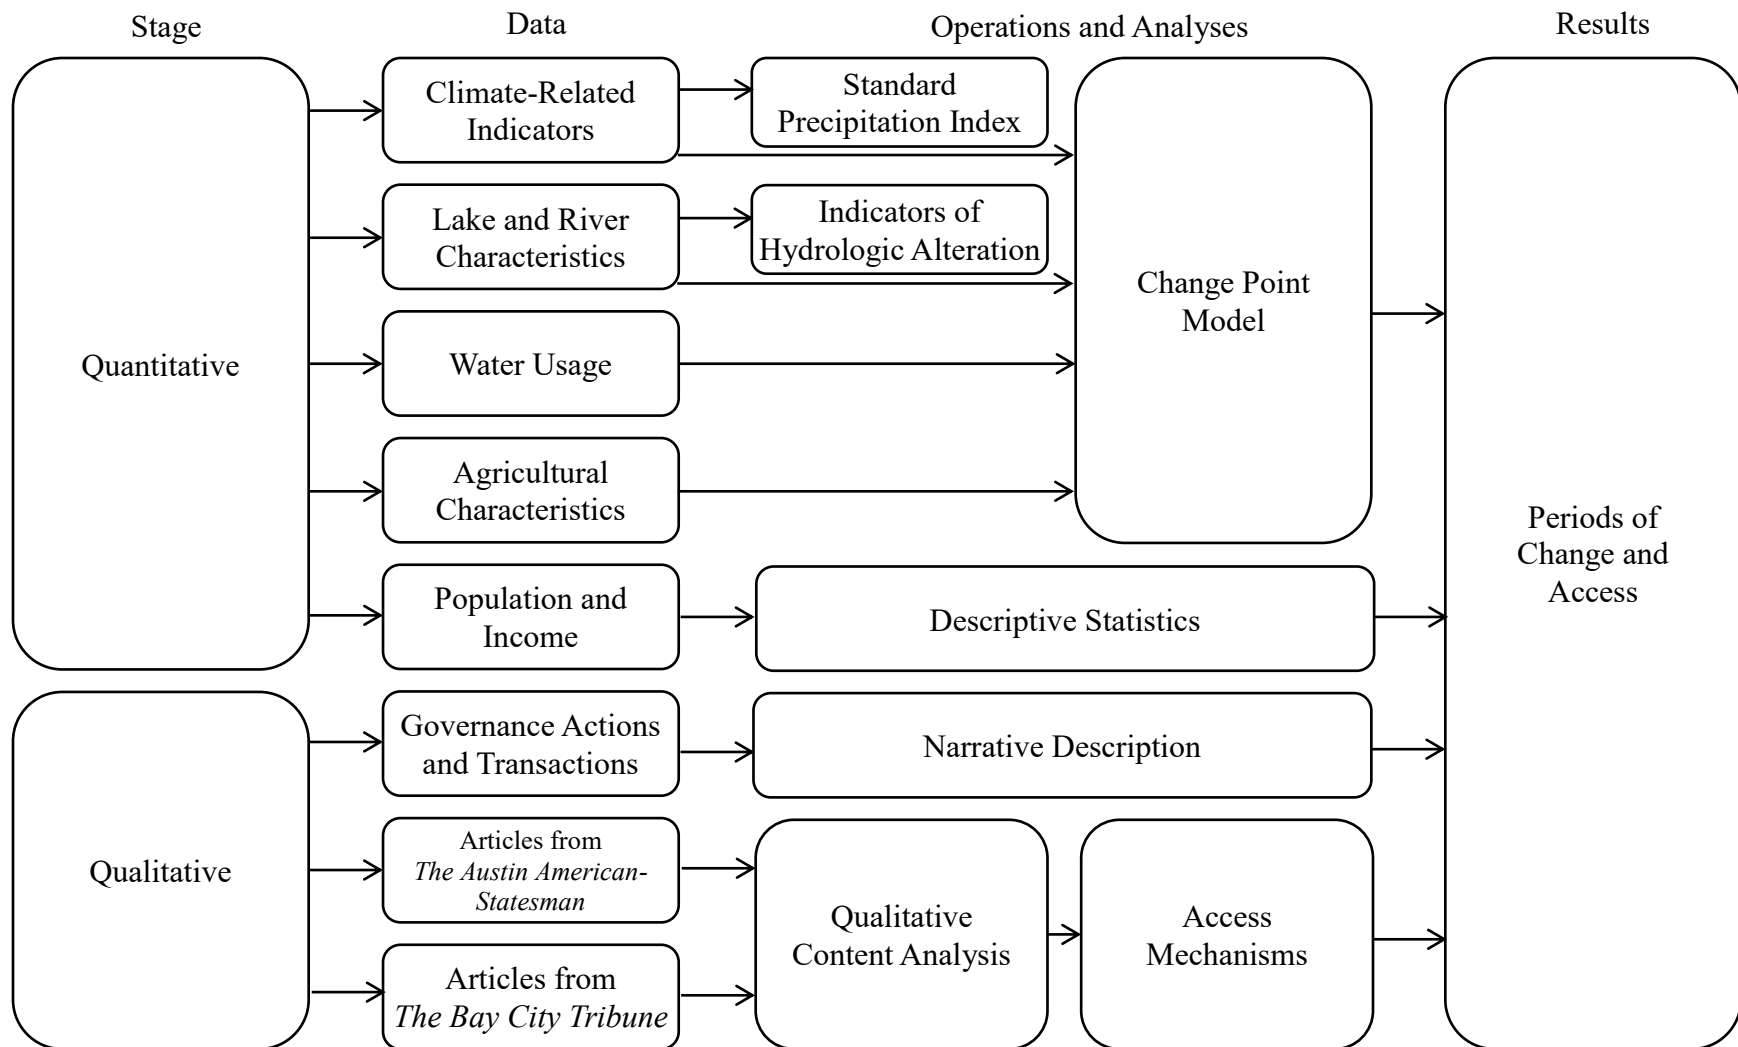 Stage
Data
Operations and Analyses
Results
Quantitative
Climate-Related
Indicators
Standard
Precipitation Index
Lake and River
Characteristics
Indicators of
Hydrologic Alteration
Water Usage
Agricultural
Characteristics
Change Point
Model
Population and
Income
Descriptive Statistics
Qualitative
Governance Actions
and Transactions
Narrative Description
Articles from
The Austin American-
Statesman
Articles from
The Bay City Tribune
Qualitative
Content Analysis
Access
Mechanisms
Periods of
Change and
Access